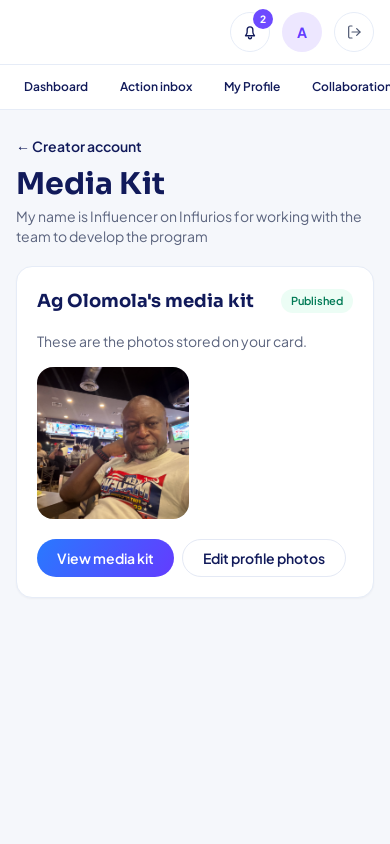 2
A
Dashboard Action inbox My Profile Collaboration
← Creator account
Media Kit
My name is Influencer on Influrios for working with the
team to develop the program
Ag Olomola's media kit
Published
These are the photos stored on your card.
View media kit
Edit profile photos